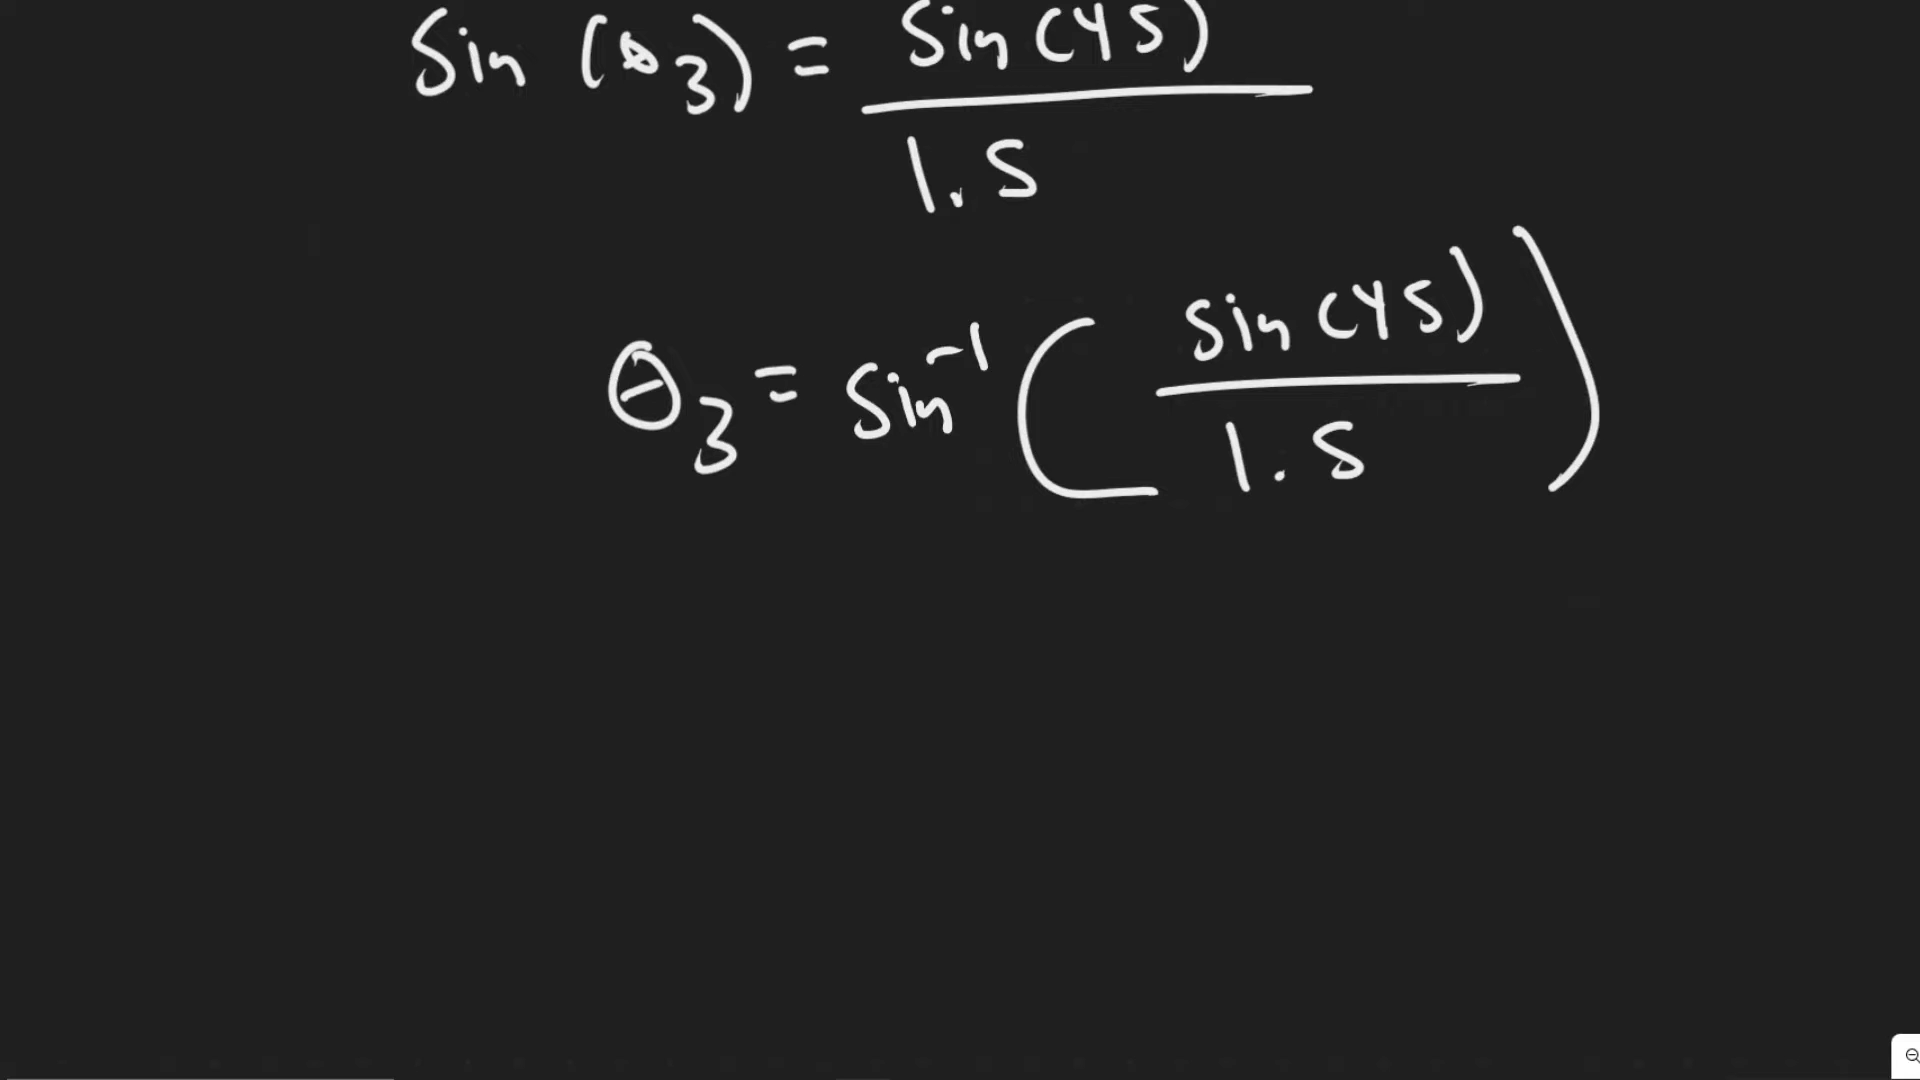 Sin (θ3) = Sin(45)
1.5
θ3 = Sin^-1 ( Sin(45) )
1.5